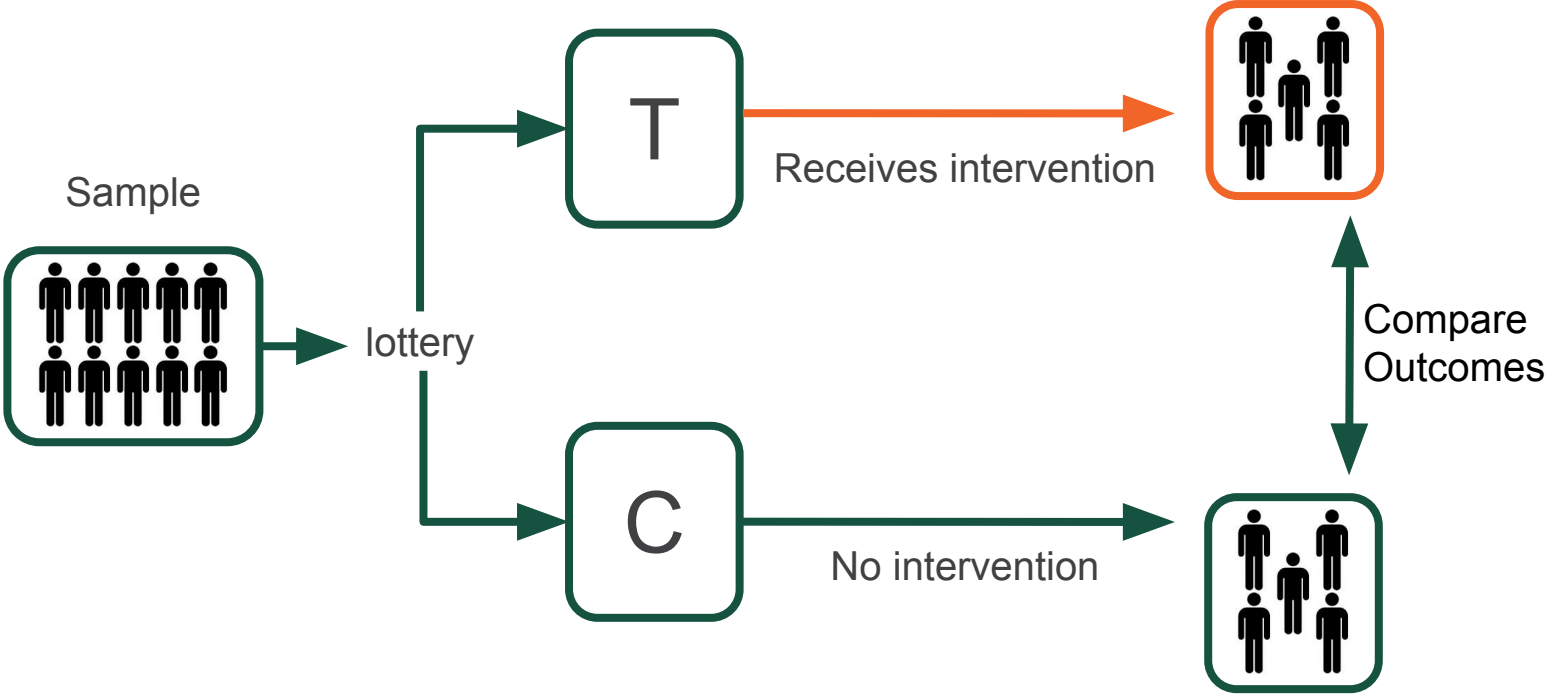 Sample
lottery
T
Receives intervention
C
No intervention
Compare
Outcomes